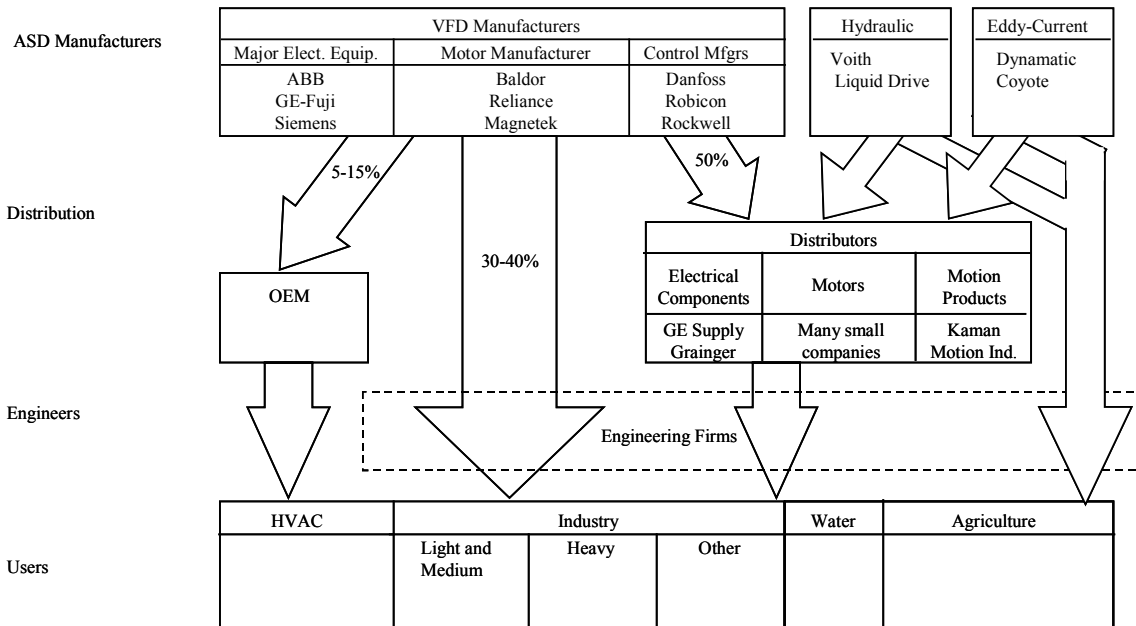 ASD Manufacturers
VFD Manufacturers
Major Elect. Equip.
Motor Manufacturer
Control Mfgrs
ABB
GE-Fuji
Siemens
Baldor
Reliance
Magnetek
Danfoss
Robicon
Rockwell
Hydraulic
Voith
Liquid Drive
Eddy-Current
Dynamatic
Coyote
5-15%
50%
30-40%
Distribution
OEM
Distributors
Electrical
Components
Motors
Motion
Products
GE Supply
Grainger
Many small
companies
Kaman
Motion Ind.
Engineers
Engineering Firms
Users
HVAC
Industry
Water
Agriculture
Light and
Medium
Heavy
Other